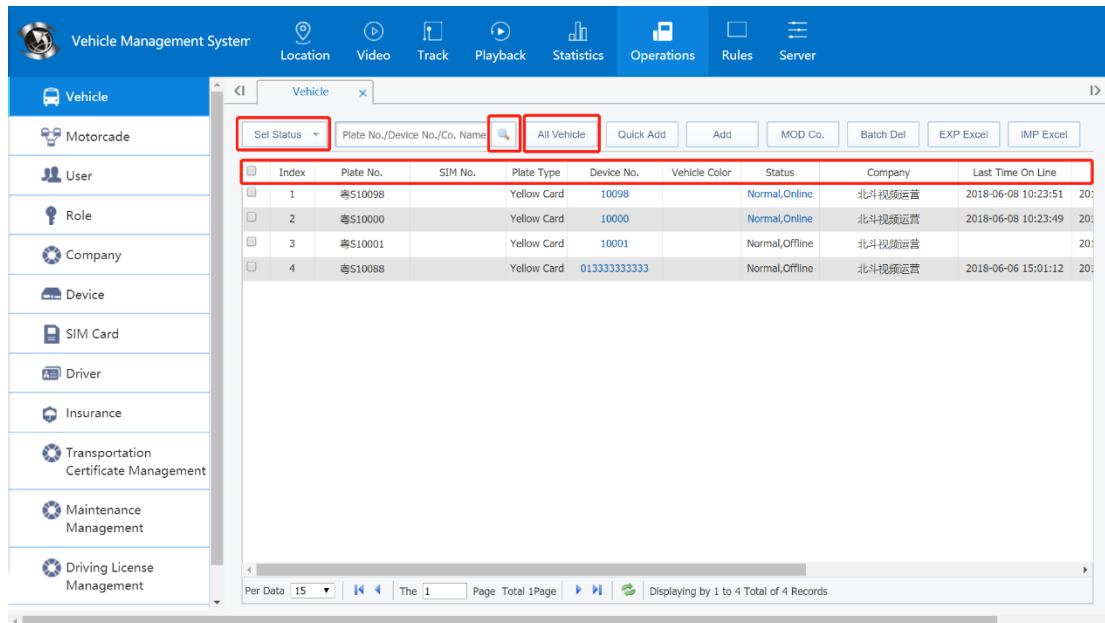 Vehicle Management System
Location Video Track Playback Statistics Operations Rules Server
Vehicle
Motorcade
User
Role
Company
Device
SIM Card
Driver
Insurance
Transportation
Certificate Management
Maintenance
Management
Driving License
Management
Vehicle
Sel Status Plate No./Device No./Co. Name All Vehicle Quick Add Add MOD Co. Batch Del EXP Excel IMP Excel
Index Plate No. SIM No. Plate Type Device No. Vehicle Color Status Company Last Time On Line
1 粤S10098 Yellow Card 10098 Normal,Online 北斗视频运营 2018-06-08 10:23:51 201
2 粤S10000 Yellow Card 10000 Normal,Online 北斗视频运营 2018-06-08 10:23:49 201
3 粤S10001 Yellow Card 10001 Normal,Offline 北斗视频运营 201
4 粤S10088 Yellow Card 013333333333 Normal,Offline 北斗视频运营 2018-06-06 15:01:12 201
Per Data 15 The 1 Page Total 1Page Displaying by 1 to 4 Total of 4 Records